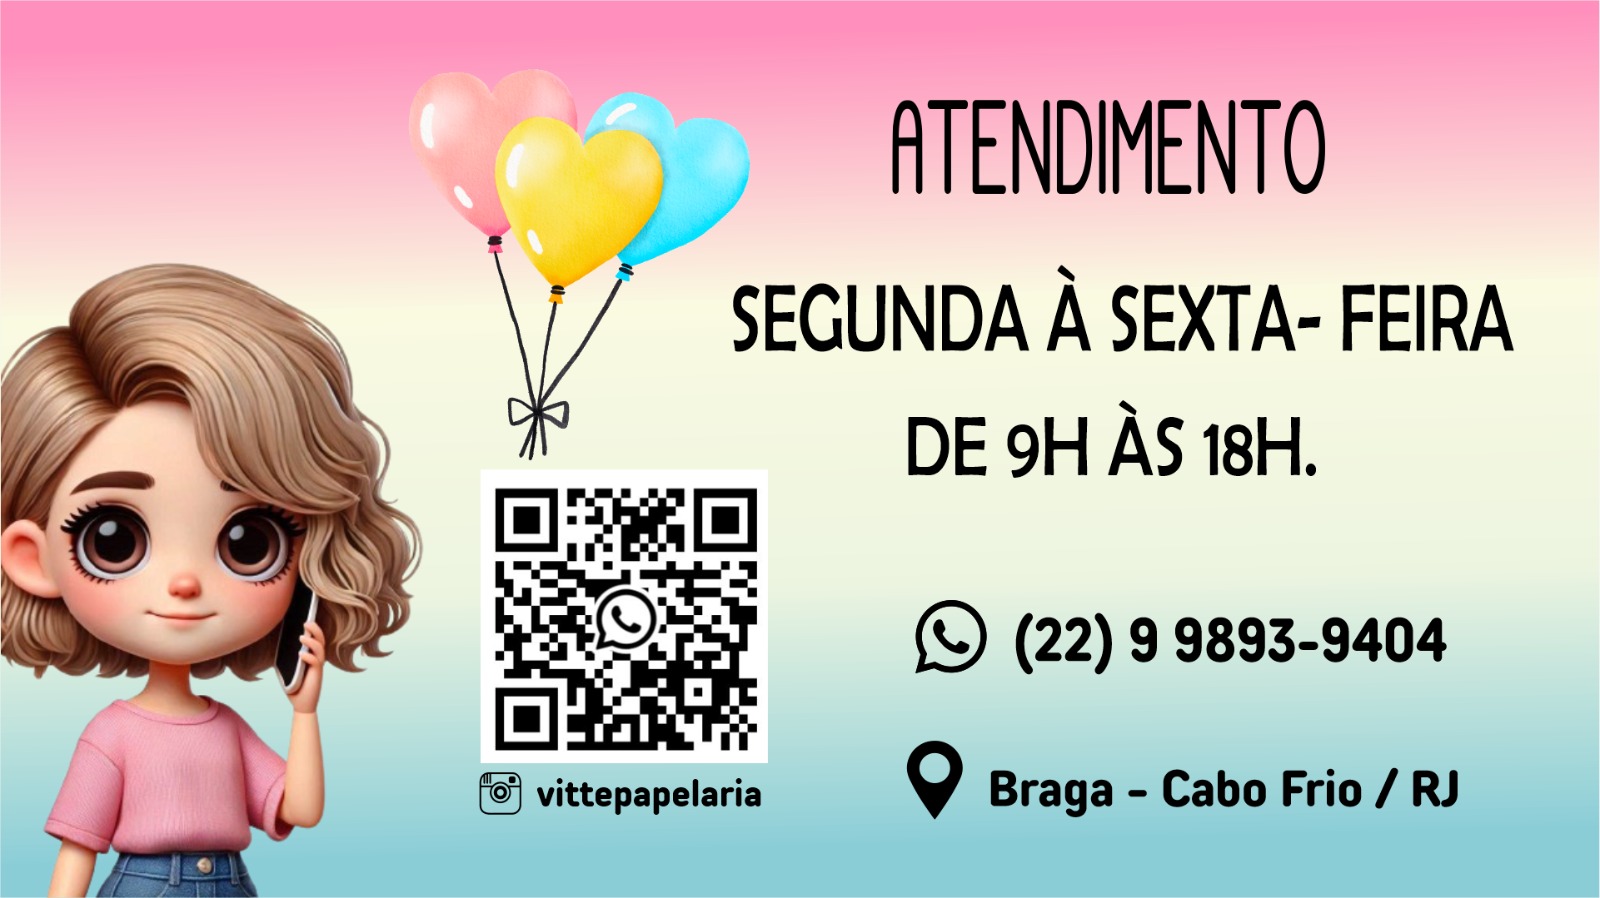 ATENDIMENTO
SEGUNDA À SEXTA- FEIRA
DE 9H ÀS 18H.
(22) 9 9893-9404
vittepapelaria
Braga - Cabo Frio / RJ